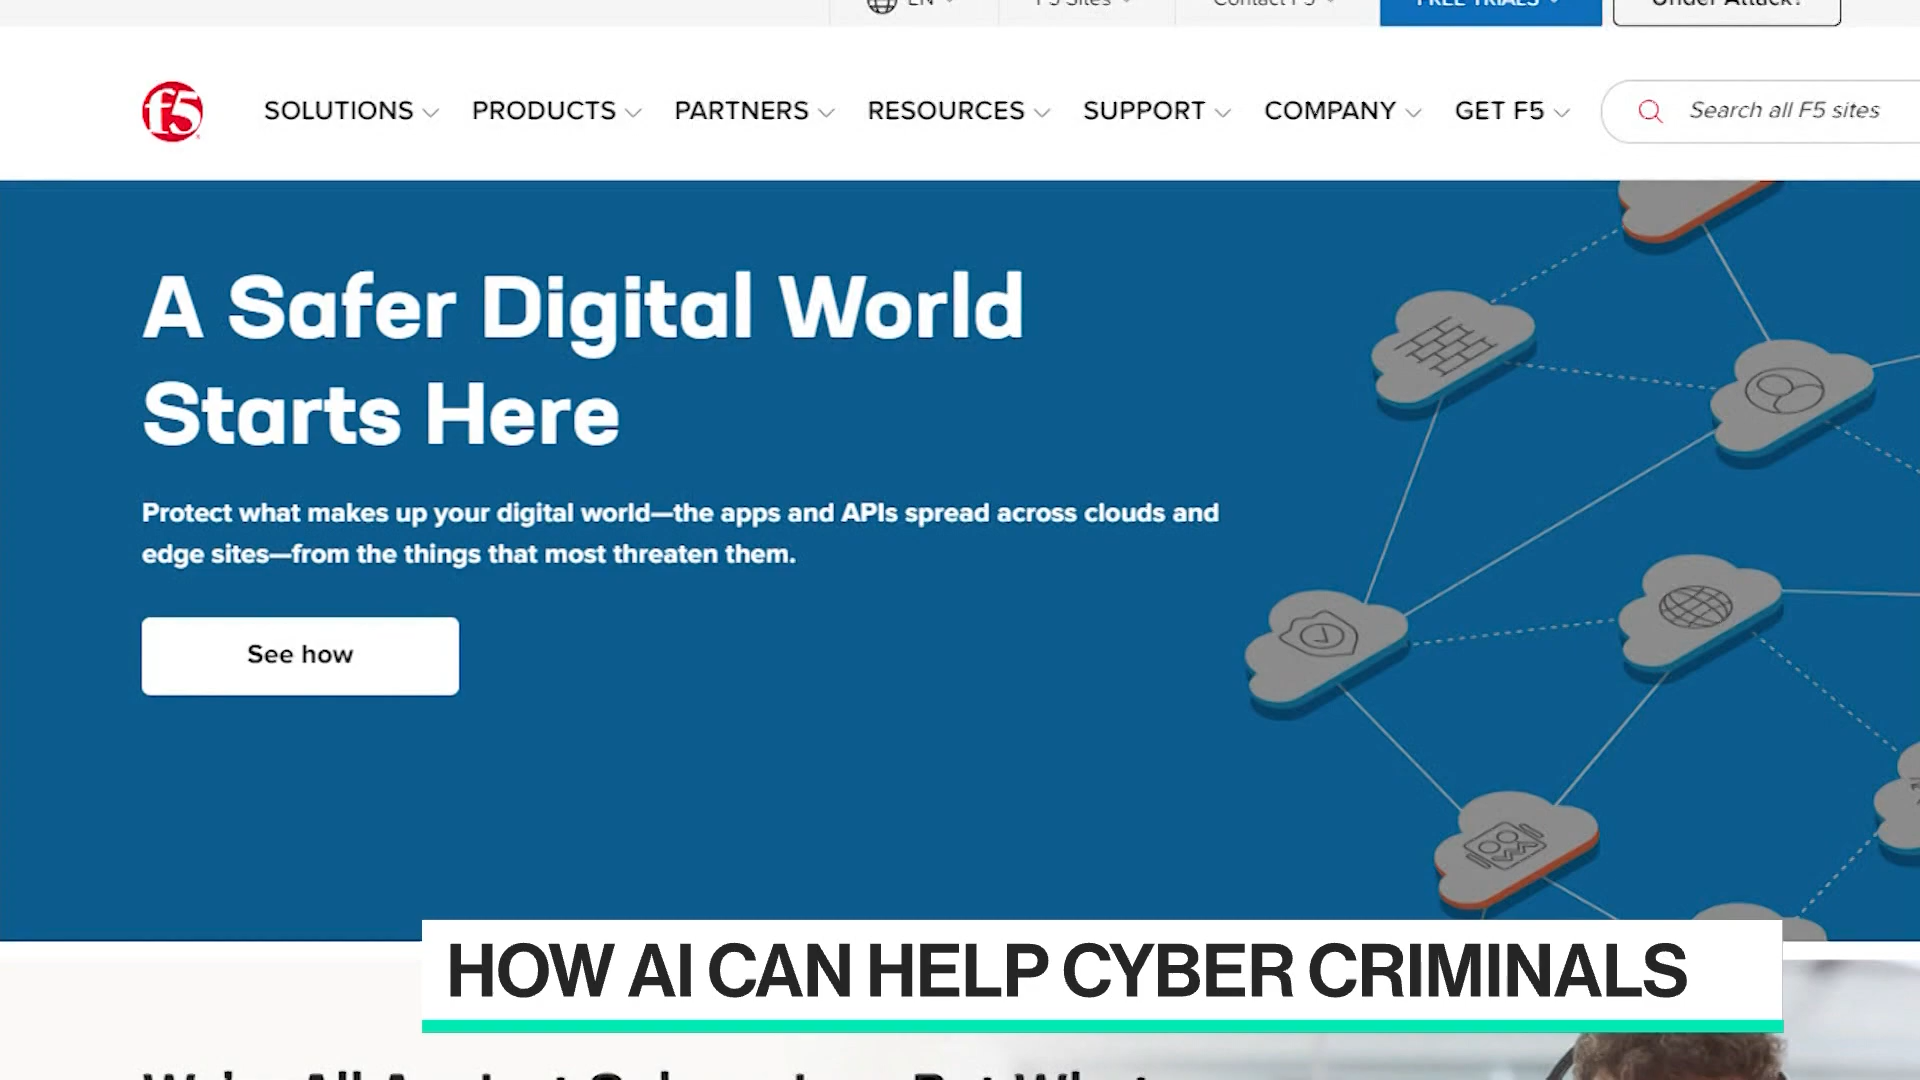 EN
F5 Sites
Contact F5
FREE TRIALS
Under Attack?
f5
SOLUTIONS
PRODUCTS
PARTNERS
RESOURCES
SUPPORT
COMPANY
GET F5
Search all F5 sites
A Safer Digital World
Starts Here
Protect what makes up your digital world—the apps and APIs spread across clouds and
edge sites—from the things that most threaten them.
See how
HOW AI CAN HELP CYBER CRIMINALS